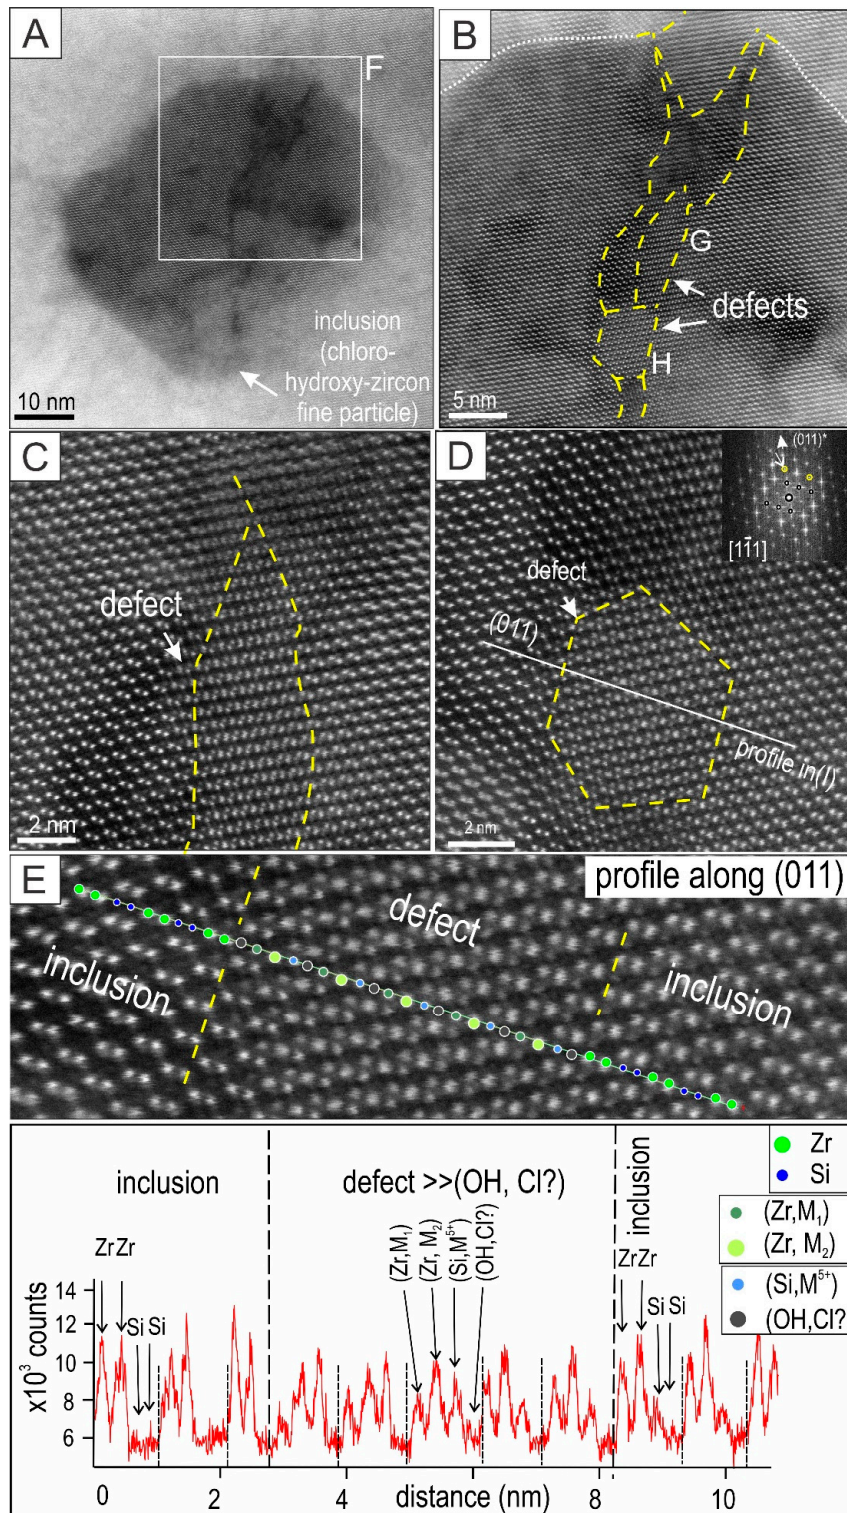 A
F
inclusion
(chloro-
hydroxy-zircon
fine particle)
10 nm
B
G
defects
H
5 nm
C
defect
2 nm
D
(011)*
[11̄1]
defect
(011)
profile in(I)
2 nm
E
profile along (011)
defect
inclusion
inclusion
inclusion
defect >>(OH, Cl?)
inclusion
Zr
Si
(Zr,M₁)
(Zr, M₂)
(Si,M⁵⁺)
(OH,Cl?
Zr Zr
Si Si
(Zr,M₁)
(Zr, M₂)
(Si,M⁵⁺)
(OH,Cl?)
ZrZr
Si Si
x10³ counts
14
12
10
8
6
0 2 4 6 8 10
distance (nm)